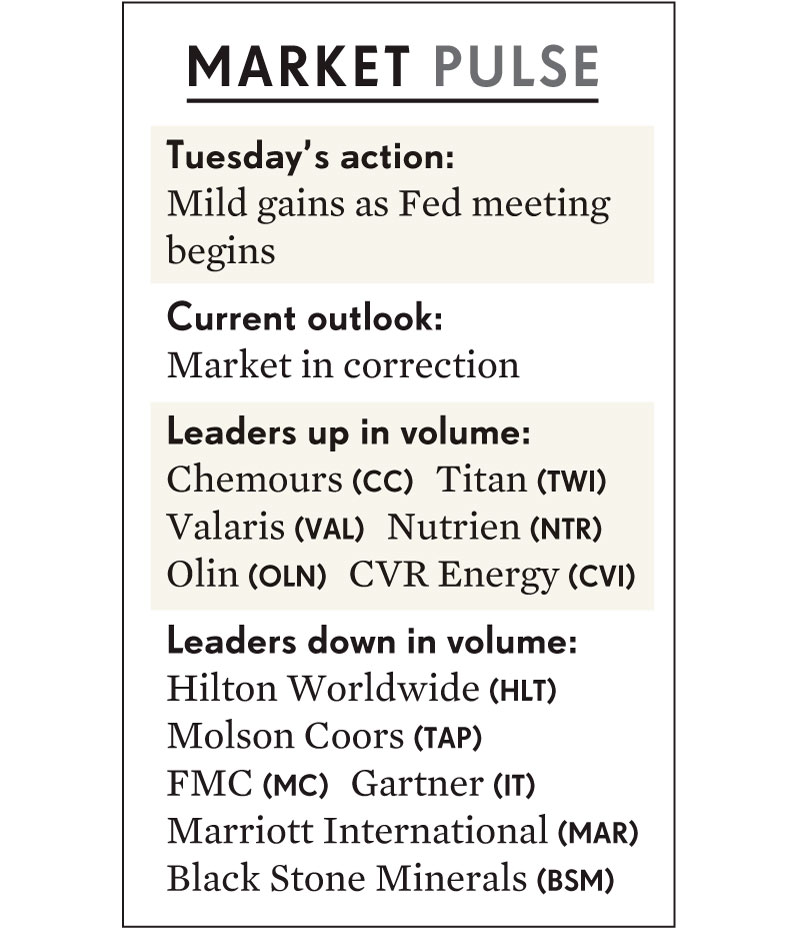 MARKET PULSE
Tuesday's action:
Mild gains as Fed meeting
begins
Current outlook:
Market in correction
Leaders up in volume:
Chemours (CC) Titan (TWI)
Valaris (VAL) Nutrien (NTR)
Olin (OLN) CVR Energy (CVI)
Leaders down in volume:
Hilton Worldwide (HLT)
Molson Coors (TAP)
FMC (MC) Gartner (IT)
Marriott International (MAR)
Black Stone Minerals (BSM)